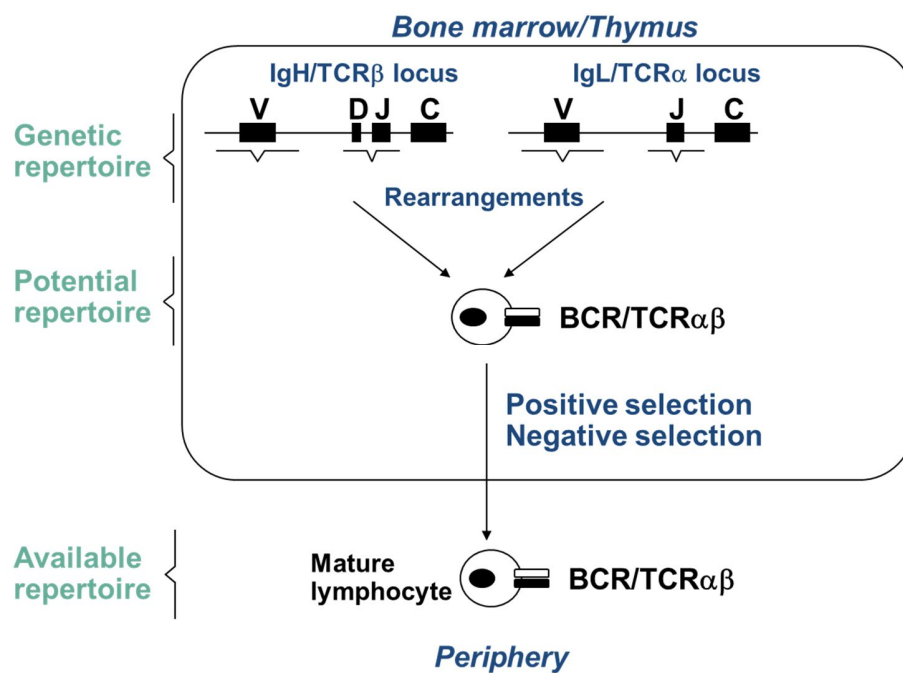 Bone marrow/Thymus
IgH/TCRβ locus
IgL/TCRα locus
V D J C
V J C
Genetic
repertoire
Rearrangements
Potential
repertoire
BCR/TCRαβ
Positive selection
Negative selection
Available
repertoire
Mature
lymphocyte
BCR/TCRαβ
Periphery